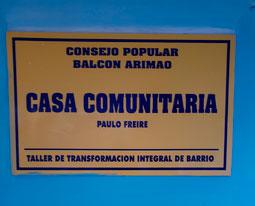 CONSEJO POPULAR
BALCON ARIMAO
CASA COMUNITARIA
PAULO FREIRE
TALLER DE TRANSFORMACION INTEGRAL DE BARRIO